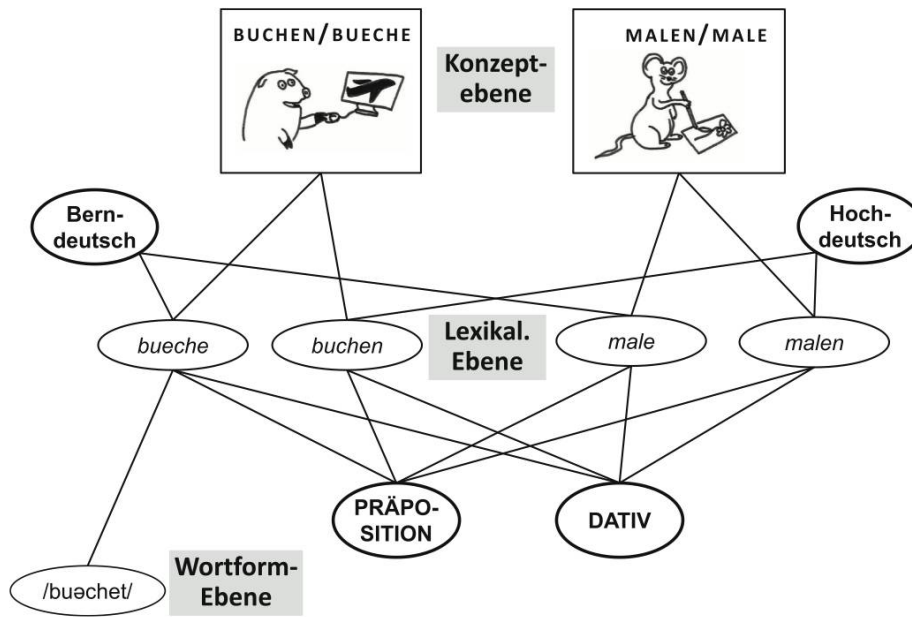 BUCHEN/BUECHE
MALEN/MALE
Konzept-
ebene
Bern-
deutsch
Hoch-
deutsch
bueche
buchen
Lexikal.
Ebene
male
malen
PRÄPO-
SITION
DATIV
/buəchet/
Wortform-
Ebene